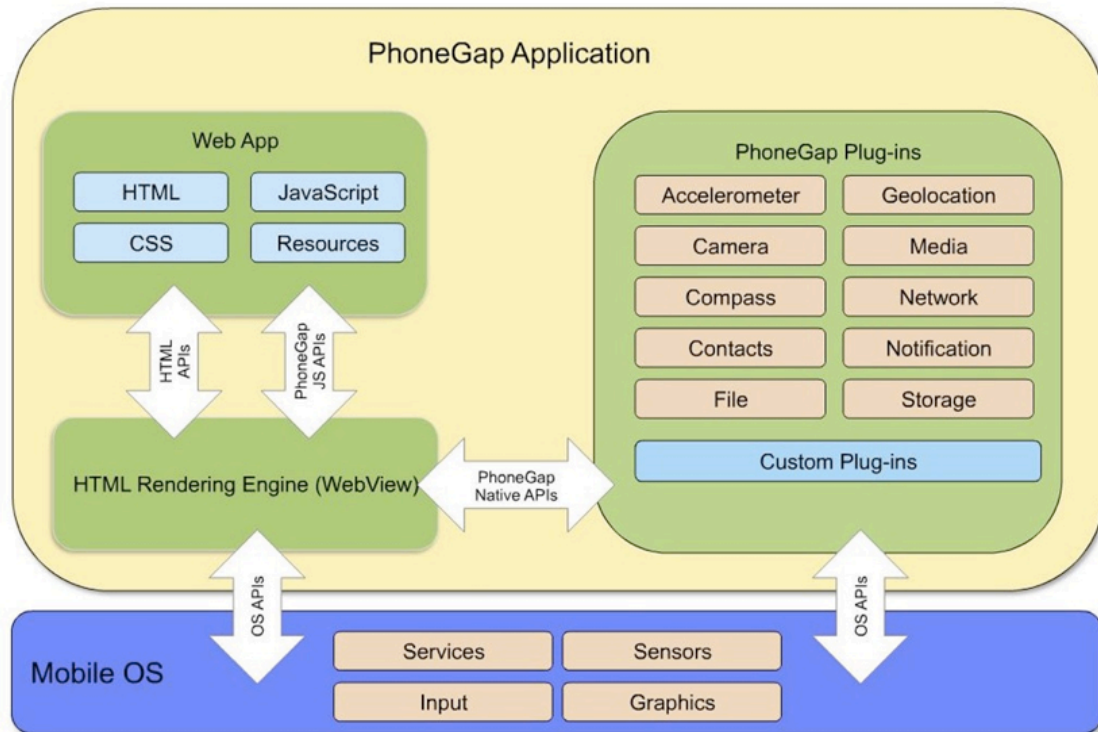 PhoneGap Application
Web App
HTML
JavaScript
CSS
Resources
PhoneGap Plug-ins
Accelerometer
Geolocation
Camera
Media
Compass
Network
Contacts
Notification
File
Storage
Custom Plug-ins
HTML
APIs
PhoneGap
JS APIs
HTML Rendering Engine (WebView)
PhoneGap
Native APIs
OS APIs
OS APIs
Mobile OS
Services
Sensors
Input
Graphics